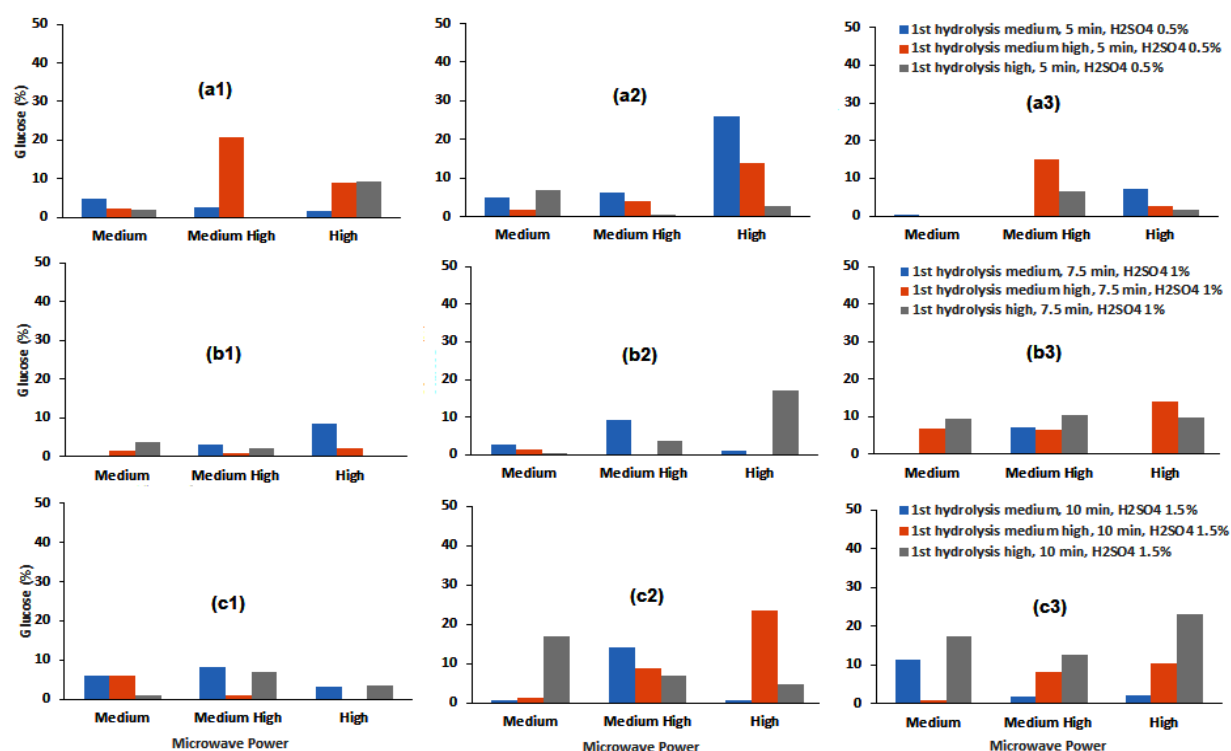 50
40
30
20
10
0
Glucose (%)
(a1)
Medium
Medium High
High
50
40
30
20
10
0
(a2)
Medium
Medium High
High
50
40
30
20
10
0
1st hydrolysis medium, 5 min, H2SO4 0.5%
1st hydrolysis medium high, 5 min, H2SO4 0.5%
1st hydrolysis high, 5 min, H2SO4 0.5%
(a3)
Medium
Medium High
High
50
40
30
20
10
0
(b1)
Medium
Medium High
High
50
40
30
20
10
0
(b2)
Medium
Medium High
High
50
40
30
20
10
0
1st hydrolysis medium, 7.5 min, H2SO4 1%
1st hydrolysis medium high, 7.5 min, H2SO4 1%
1st hydrolysis high, 7.5 min, H2SO4 1%
(b3)
Medium
Medium High
High
50
40
30
20
10
0
Glucose (%)
(c1)
Medium
Medium High
High
Microwave Power
50
40
30
20
10
0
(c2)
Medium
Medium High
High
Microwave Power
50
40
30
20
10
0
1st hydrolysis medium, 10 min, H2SO4 1.5%
1st hydrolysis medium high, 10 min, H2SO4 1.5%
1st hydrolysis high, 10 min, H2SO4 1.5%
(c3)
Medium
Medium High
High
Microwave Power